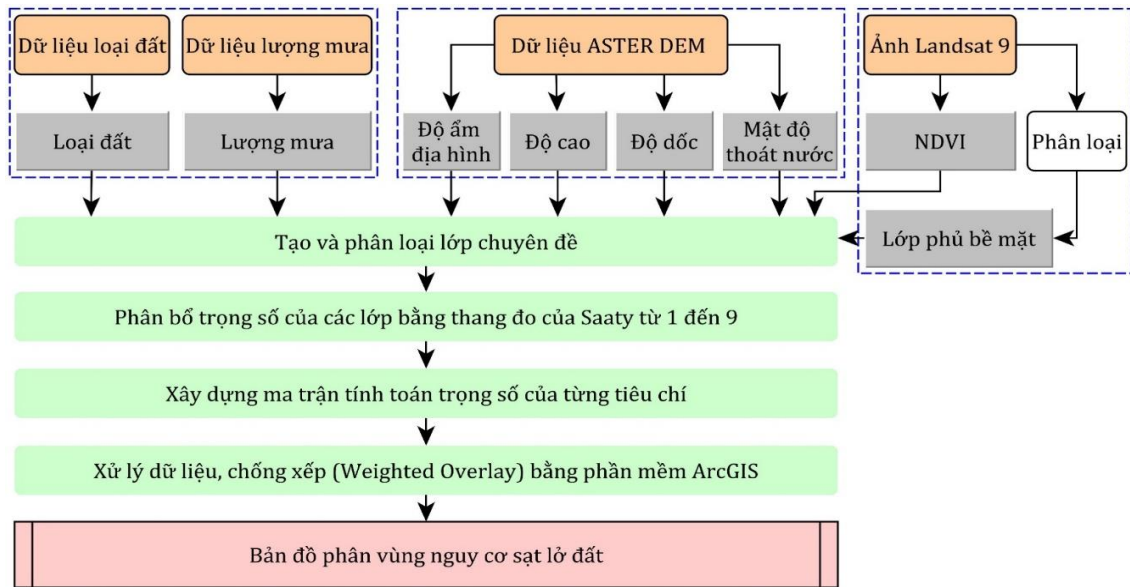 Dữ liệu loại đất
Dữ liệu lượng mưa
Dữ liệu ASTER DEM
Ảnh Landsat 9
Loại đất
Lượng mưa
Độ ẩm
địa hình
Độ cao
Độ dốc
Mật độ
thoát nước
NDVI
Phân loại
Lớp phủ bề mặt
Tạo và phân loại lớp chuyên đề
Phân bổ trọng số của các lớp bằng thang đo của Saaty từ 1 đến 9
Xây dựng ma trận tính toán trọng số của từng tiêu chí
Xử lý dữ liệu, chống xếp (Weighted Overlay) bằng phần mềm ArcGIS
Bản đồ phân vùng nguy cơ sạt lở đất